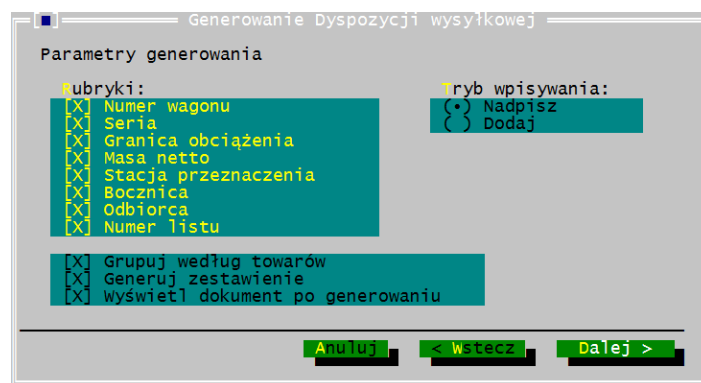 [■] Generowanie Dyspozycji wysyłkowej
Parametry generowania
Rubryki:
[X] Numer wagonu
[X] Seria
[X] Granica obciążenia
[X] Masa netto
[X] Stacja przeznaczenia
[X] Bocznica
[X] Odbiorca
[X] Numer listu
Tryb wpisywania:
(•) Nadpisz
( ) Dodaj
[X] Grupuj według towarów
[X] Generuj zestawienie
[X] Wyświetl dokument po generowaniu
Anuluj < Wstecz Dalej >